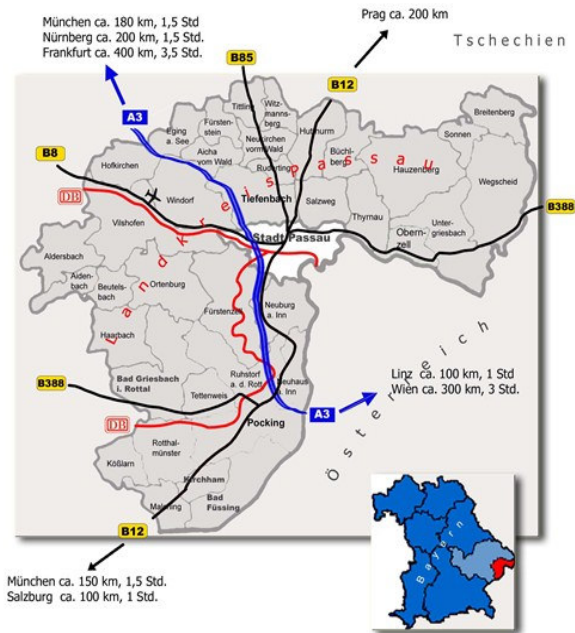 München ca. 180 km, 1,5 Std
Nürnberg ca. 200 km, 1,5 Std.
Frankfurt ca. 400 km, 3,5 Std.
Prag ca. 200 km
Tschechien
B85
B12
A3
B8
DB
B388
Breitenberg
Sonnen
Wegscheid
Hauzenberg
Büchlberg
Hutthurm
Witzmannsberg
Tittling
Neukirchen
vorm Wald
Fürstenstein
Eging
a. See
Aicha
vorm Wald
Ruderting
Hofkirchen
Windorf
Tiefenbach
Salzweg
Thyrnau
Obernzell
Untergriesbach
Vilshofen
Stadt Passau
Landkreis Passau
Aldersbach
Aidenbach
Beutelsbach
Ortenburg
Fürstenzell
Neuburg
a. Inn
Haarbach
Bad Griesbach
i. Rottal
Ruhstorf
a. d. Rott
Neuhaus
a. Inn
B388
Tettenweis
DB
Pocking
A3
Rotthalmünster
Kößlarn
Kirchham
Bad
Füssing
Malching
B12
Österreich
Linz ca. 100 km, 1 Std
Wien ca. 300 km, 3 Std.
Bayern
München ca. 150 km, 1,5 Std.
Salzburg ca. 100 km, 1 Std.